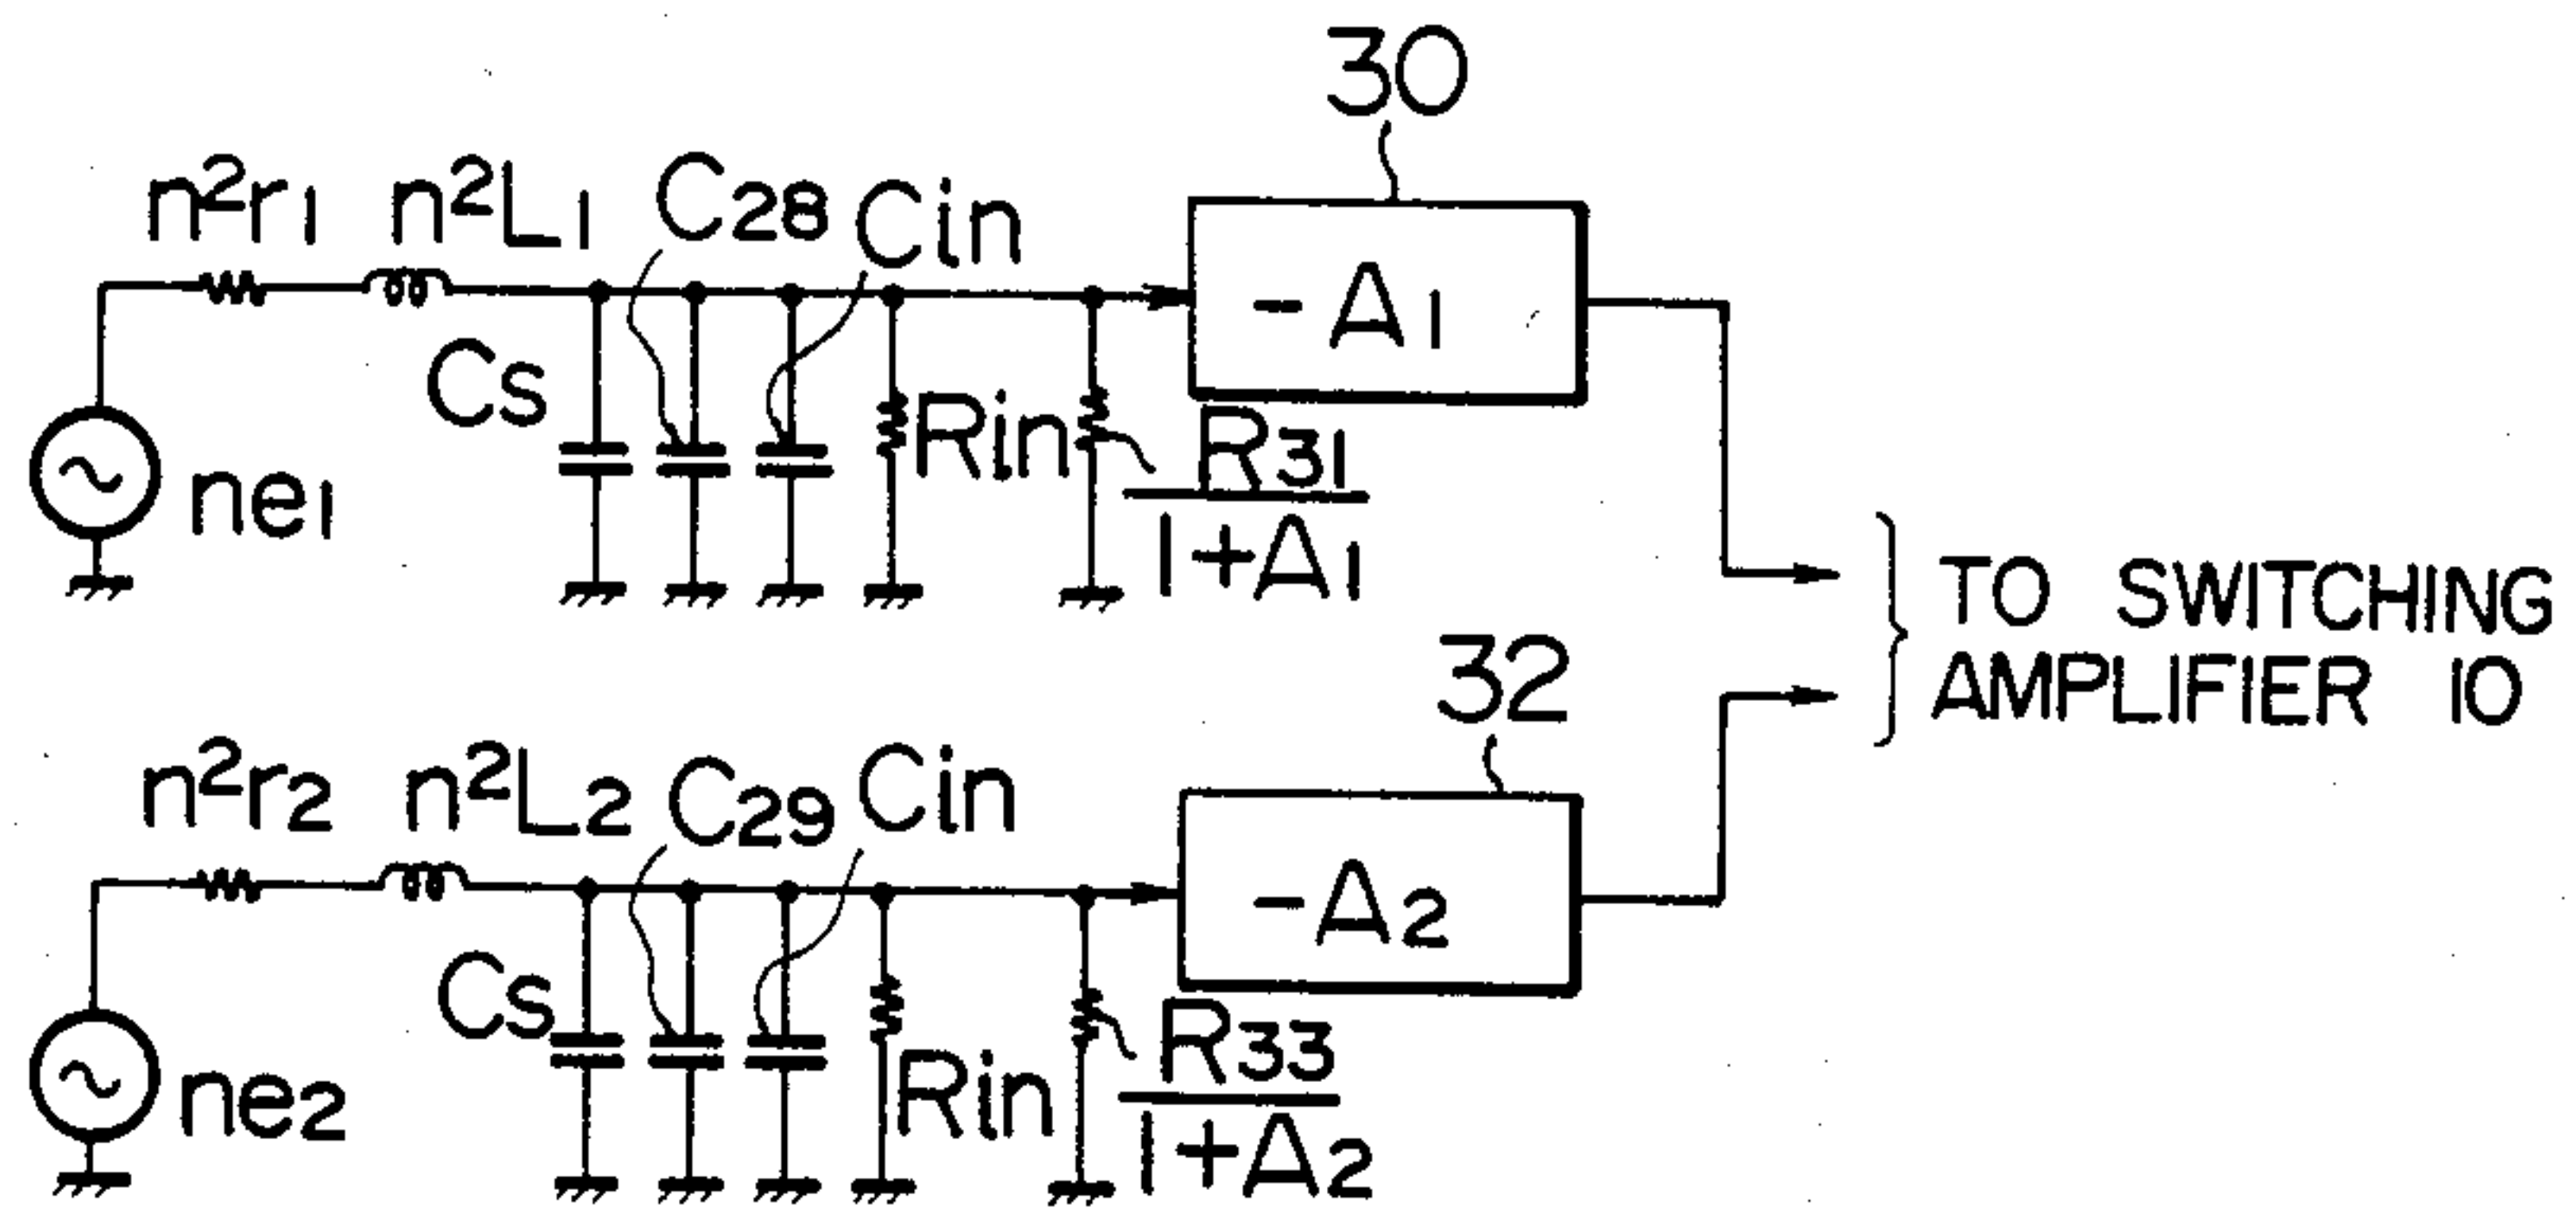 30
n²r1 n²L1 C28 Cin
-A1
Cs
Rin
R31
1+A1
ne1
TO SWITCHING
AMPLIFIER 10
32
n²r2 n²L2 C29 Cin
-A2
Cs
Rin
R33
1+A2
ne2